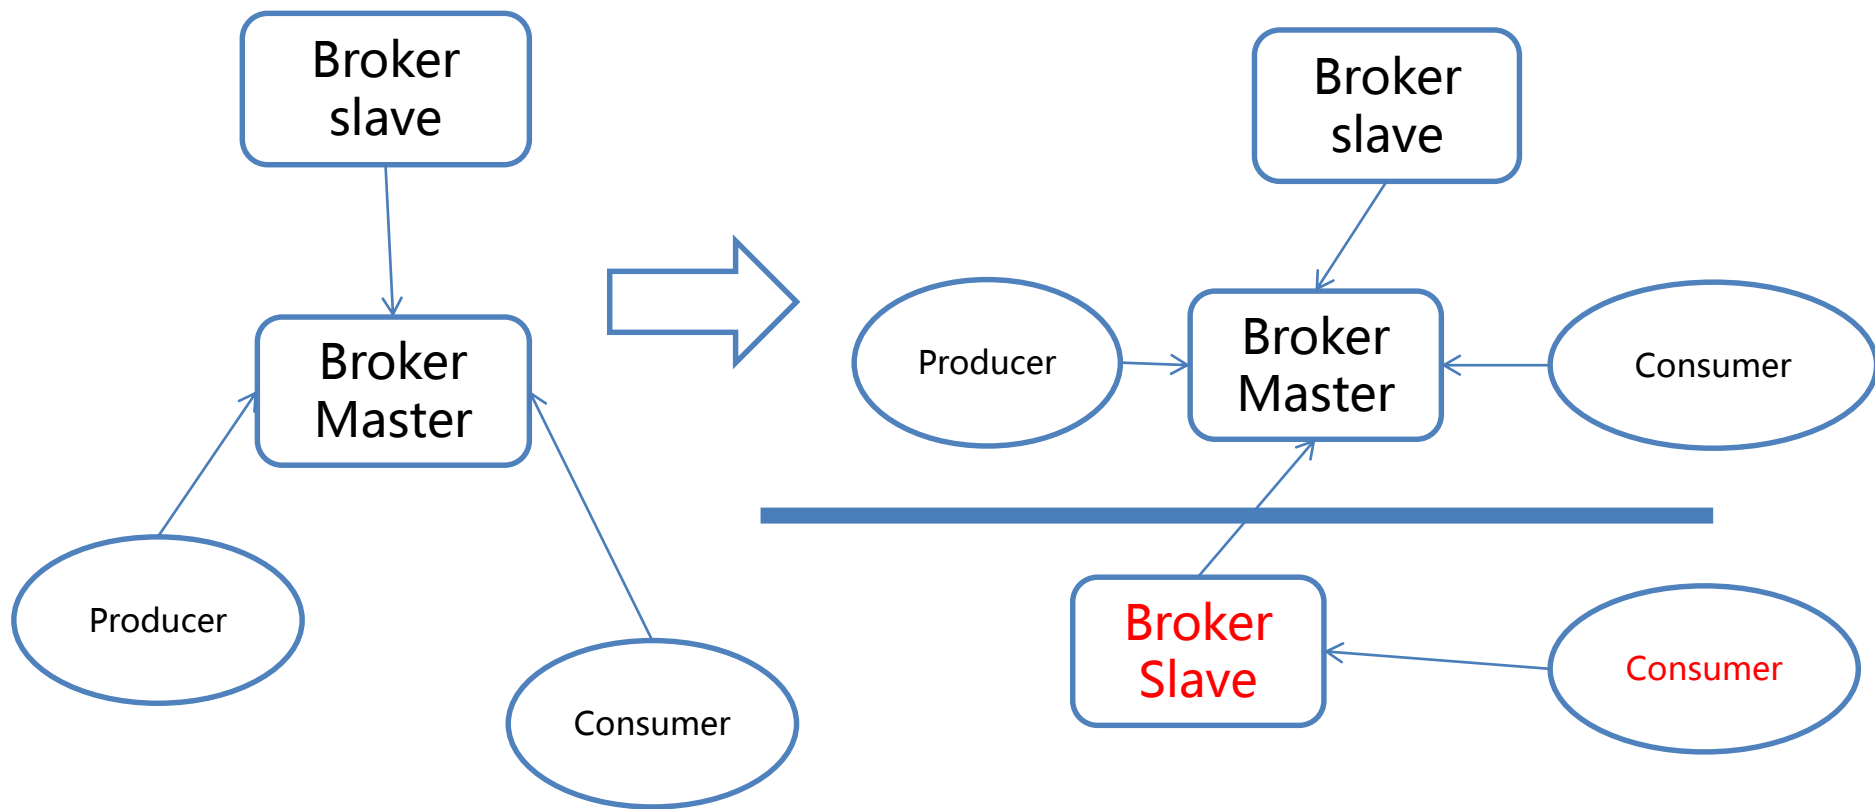 Broker
slave
Broker
Master
Producer
Consumer
Broker
slave
Producer
Broker
Master
Consumer
Broker
Slave
Consumer